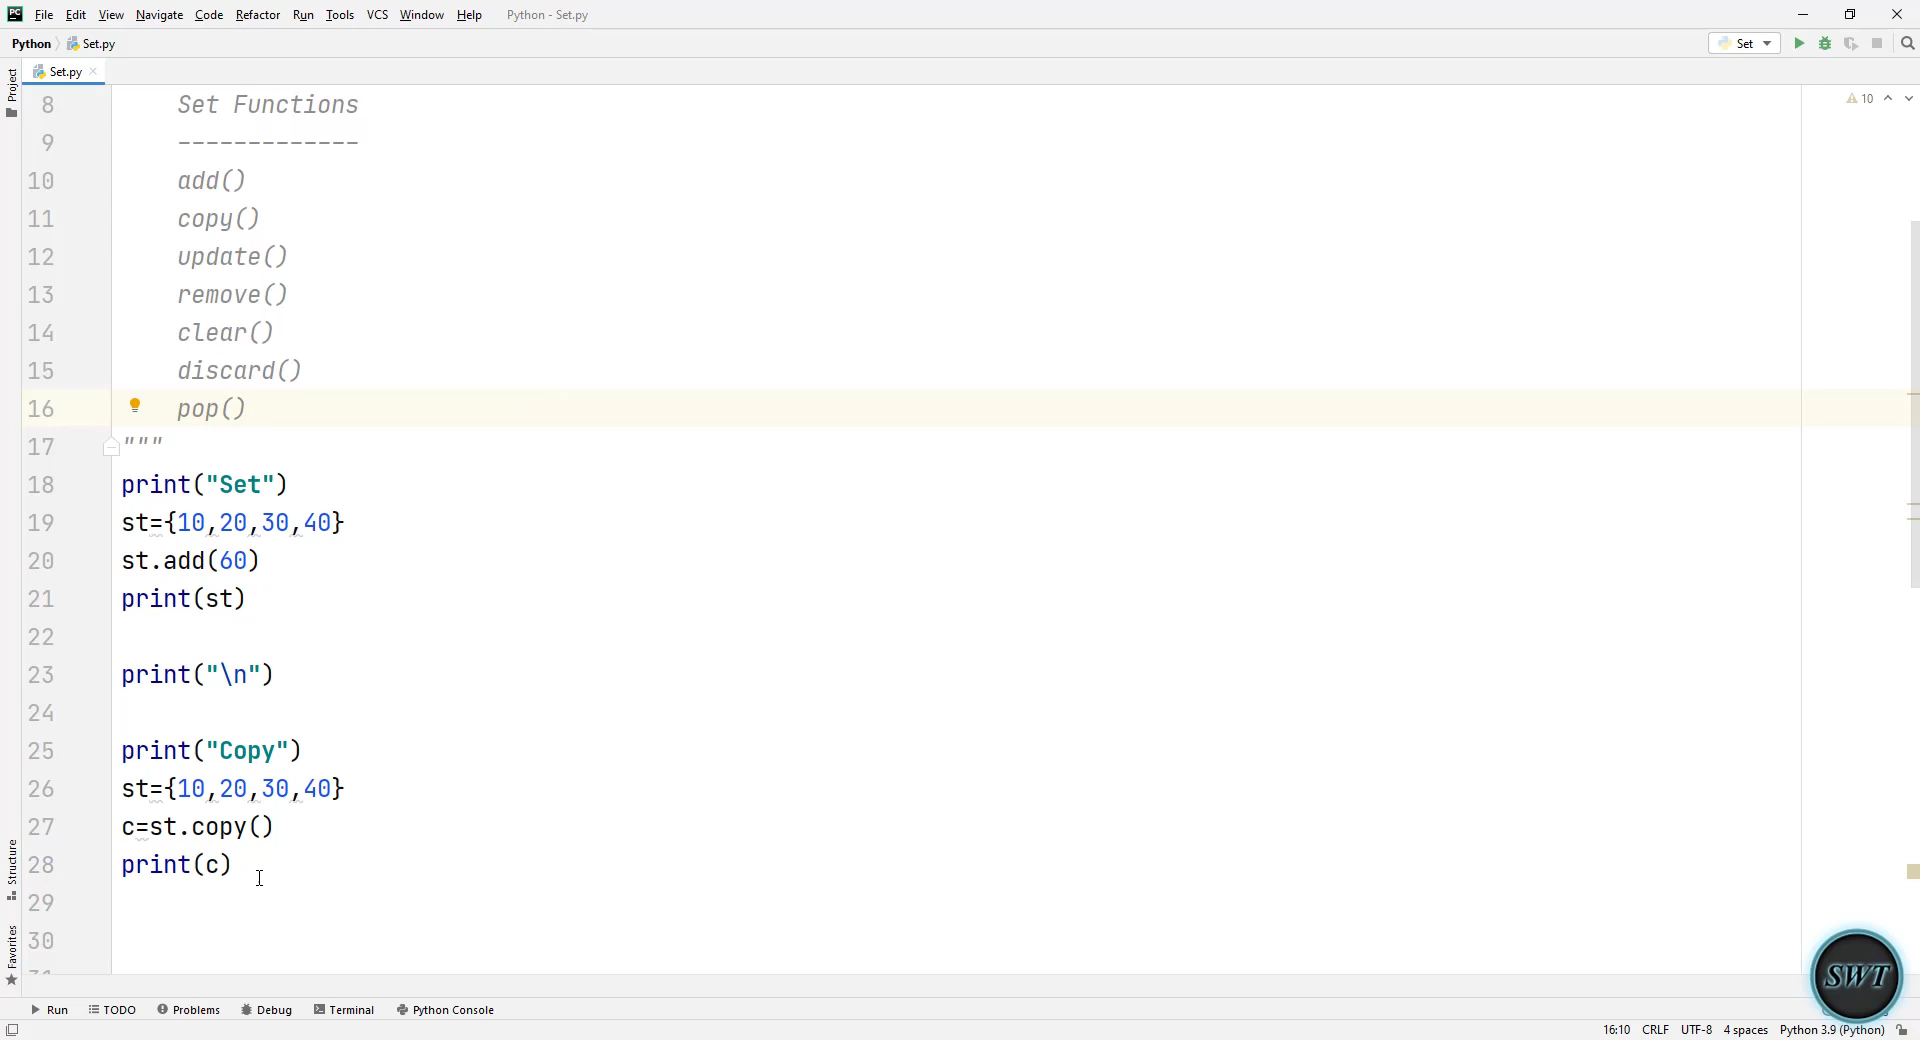 PC File Edit View Navigate Code Refactor Run Tools VCS Window Help Python - Set.py
Python Set.py Set
Project
Set.py
10
8 Set Functions
9 -------------
10 add()
11 copy()
12 update()
13 remove()
14 clear()
15 discard()
16 pop()
17 """
18 print("Set")
19 st={10,20,30,40}
20 st.add(60)
21 print(st)
22
23 print("\n")
24
25 print("Copy")
26 st={10,20,30,40}
27 c=st.copy()
28 print(c)
29
30
Structure
Favorites
SWT
Run TODO Problems Debug Terminal Python Console
16:10 CRLF UTF-8 4 spaces Python 3.9 (Python)